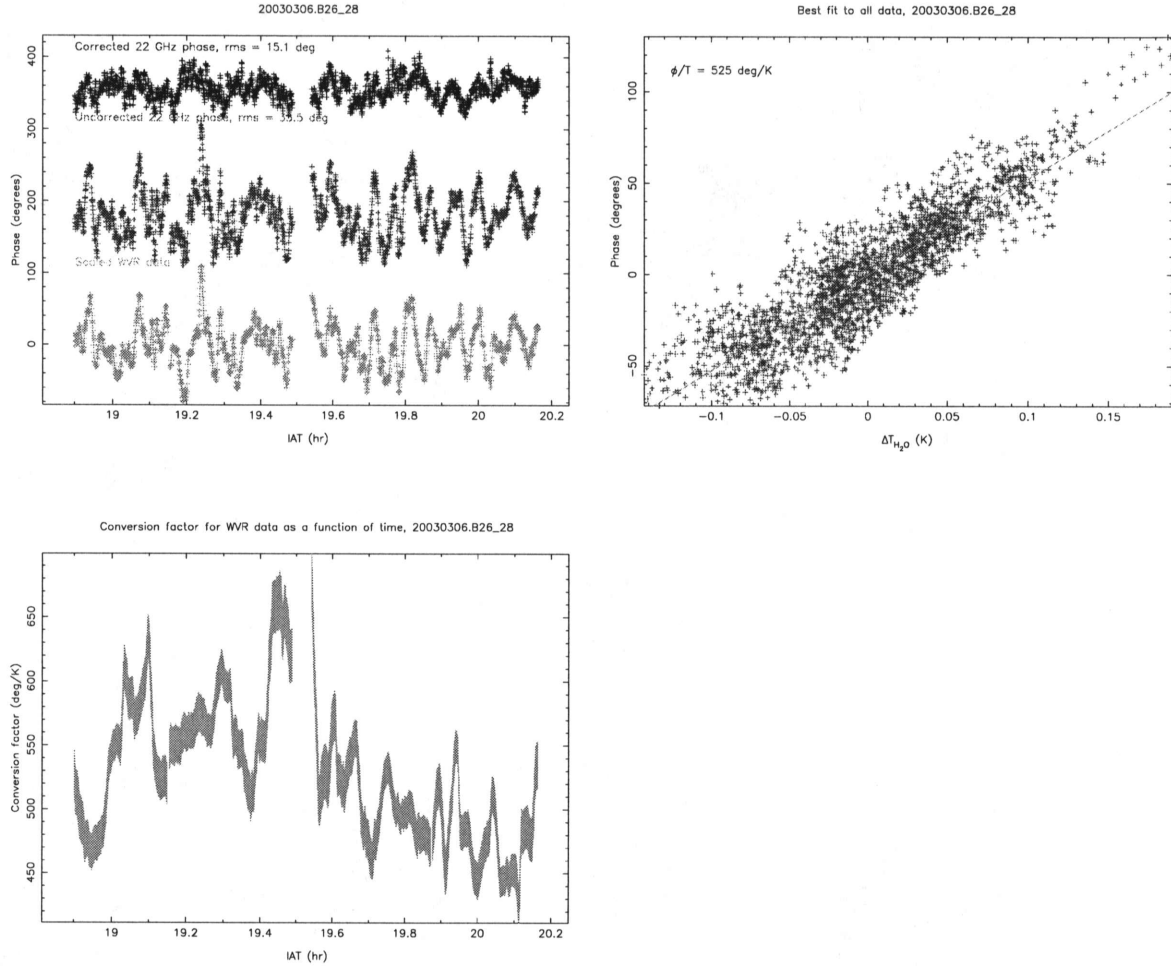 20030306.B26_28
Corrected 22 GHz phase, rms = 15.1 deg
Uncorrected 22 GHz phase, rms = 35.5 deg
Scaled WVR data
Phase (degrees)
400
300
200
100
0
19
19.2
19.4
19.6
19.8
20
20.2
IAT (hr)
Best fit to all data, 20030306.B26_28
ϕ/T = 525 deg/K
Phase (degrees)
100
50
0
−50
−0.1
−0.05
0
0.05
0.1
0.15
ΔT_H₂O (K)
Conversion factor for WVR data as a function of time, 20030306.B26_28
Conversion factor (deg/K)
650
600
550
500
450
19
19.2
19.4
19.6
19.8
20
20.2
IAT (hr)